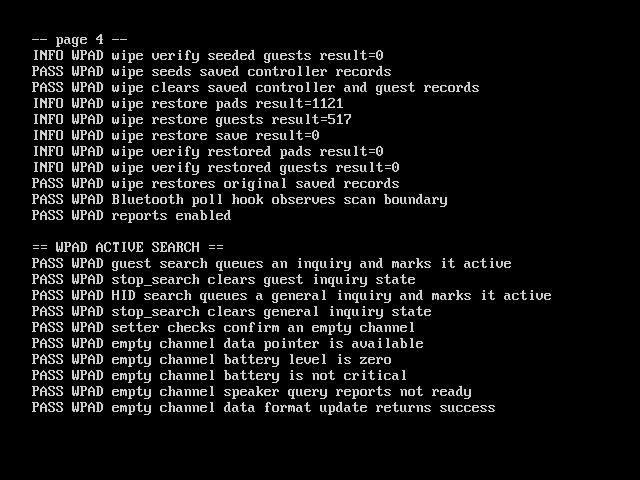 -- page 4 --
INFO WPAD wipe verify seeded guests result=0
PASS WPAD wipe seeds saved controller records
PASS WPAD wipe clears saved controller and guest records
INFO WPAD wipe restore pads result=1121
INFO WPAD wipe restore guests result=517
INFO WPAD wipe restore save result=0
INFO WPAD wipe verify restored pads result=0
INFO WPAD wipe verify restored guests result=0
PASS WPAD wipe restores original saved records
PASS WPAD Bluetooth poll hook observes scan boundary
PASS WPAD reports enabled
== WPAD ACTIVE SEARCH ==
PASS WPAD guest search queues an inquiry and marks it active
PASS WPAD stop_search clears guest inquiry state
PASS WPAD HID search queues a general inquiry and marks it active
PASS WPAD stop_search clears general inquiry state
PASS WPAD setter checks confirm an empty channel
PASS WPAD empty channel data pointer is available
PASS WPAD empty channel battery level is zero
PASS WPAD empty channel battery is not critical
PASS WPAD empty channel speaker query reports not ready
PASS WPAD empty channel data format update returns success